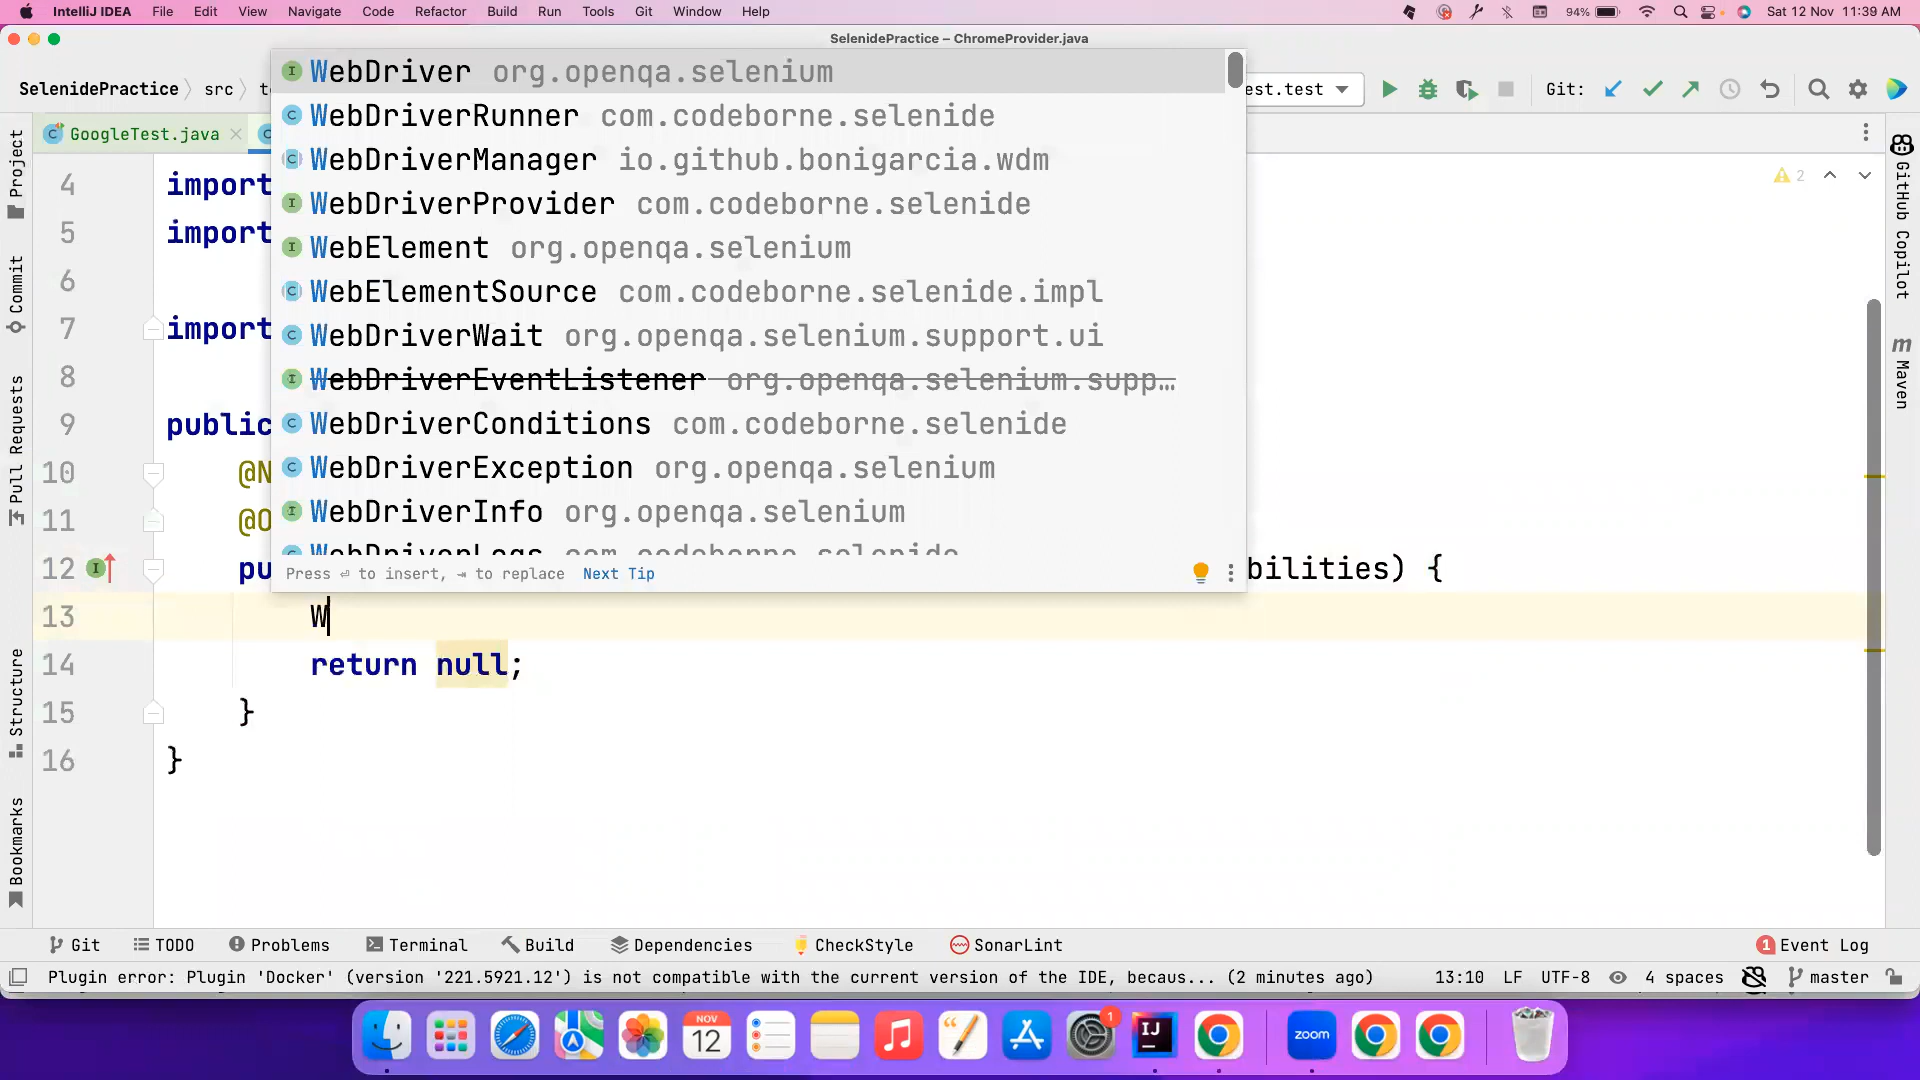 IntelliJ IDEA File Edit View Navigate Code Refactor Build Run Tools Git Window Help 94% Sat 12 Nov 11:39 AM
SelenidePractice – ChromeProvider.java
SelenidePractice src est.test Git:
GoogleTest.java
WebDriver org.openqa.selenium
WebDriverRunner com.codeborne.selenide
WebDriverManager io.github.bonigarcia.wdm
WebDriverProvider com.codeborne.selenide
WebElement org.openqa.selenium
WebElementSource com.codeborne.selenide.impl
WebDriverWait org.openqa.selenium.support.ui
WebDriverEventListener org.openqa.selenium.supp…
WebDriverConditions com.codeborne.selenide
WebDriverException org.openqa.selenium
WebDriverInfo org.openqa.selenium
WebDriverLogs com.codeborne.selenide
Press ⏎ to insert, ⇥ to replace Next Tip
2
4 import
5 import
6
7 import
8
9 public
10 @N
11 @O
12 pu bilities) {
13 W
14 return null;
15 }
16 }
Project
Commit
Pull Requests
Structure
Bookmarks
GitHub Copilot
m Maven
Git TODO Problems Terminal Build Dependencies CheckStyle SonarLint 1 Event Log
Plugin error: Plugin 'Docker' (version '221.5921.12') is not compatible with the current version of the IDE, becaus... (2 minutes ago) 13:10 LF UTF-8 4 spaces master
NOV
12
1
IJ
zoom